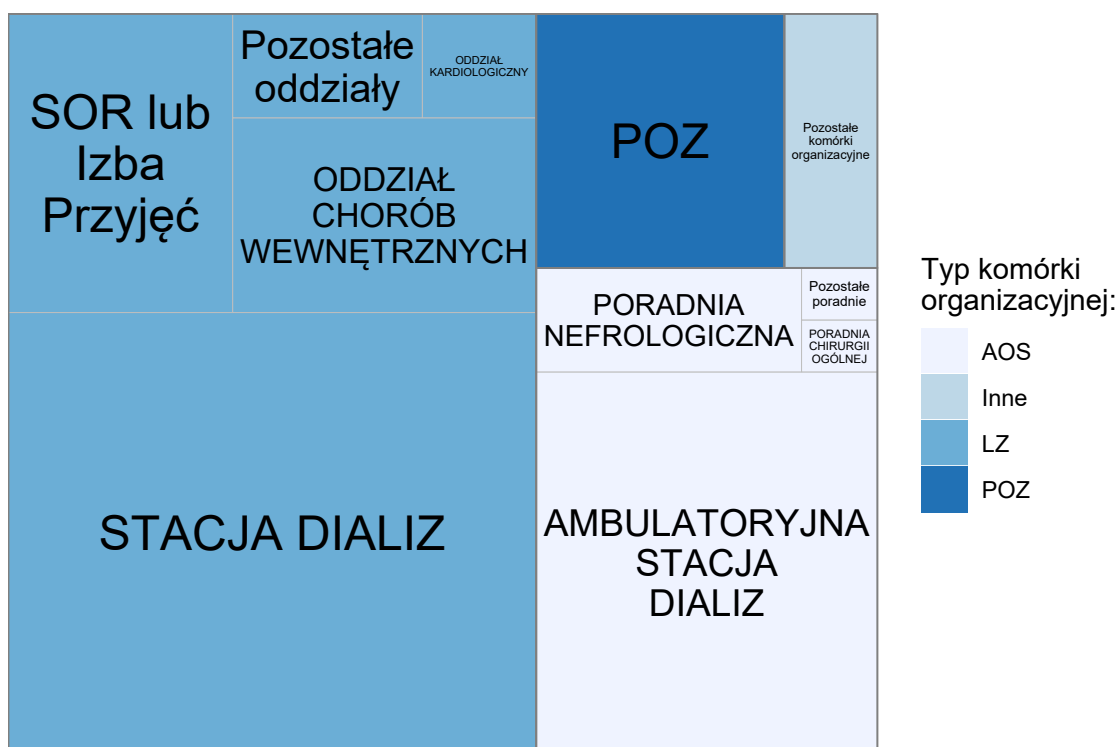 SOR lub
Izba
Przyjęć
Pozostałe
oddziały
ODDZIAŁ
KARDIOLOGICZNY
ODDZIAŁ
CHORÓB
WEWNĘTRZNYCH
STACJA DIALIZ
POZ
Pozostałe
komórki
organizacyjne
PORADNIA
NEFROLOGICZNA
Pozostałe
poradnie
PORADNIA
CHIRURGII
OGÓLNEJ
AMBULATORYJNA
STACJA
DIALIZ
Typ komórki
organizacyjnej:
AOS
Inne
LZ
POZ